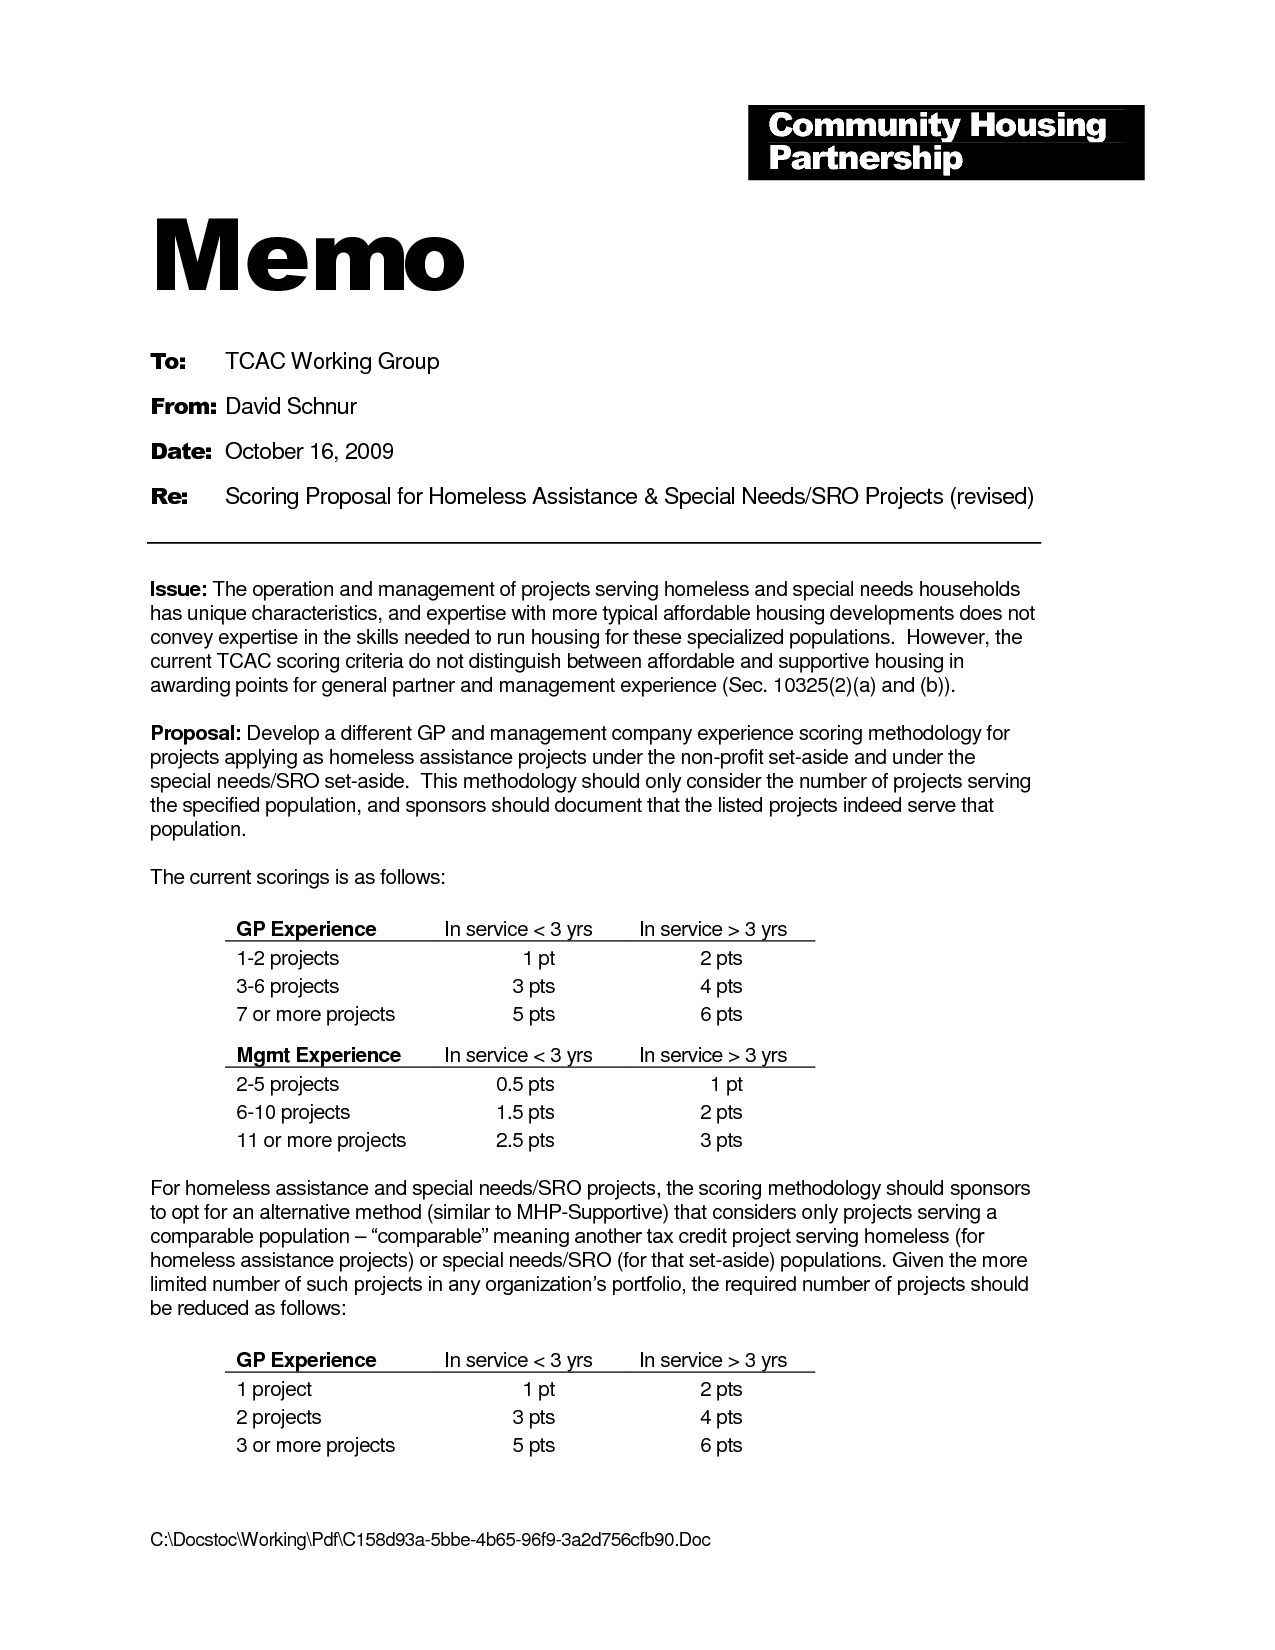 Community Housing
Partnership
Memo
To: TCAC Working Group
From: David Schnur
Date: October 16, 2009
Re: Scoring Proposal for Homeless Assistance & Special Needs/SRO Projects (revised)
Issue: The operation and management of projects serving homeless and special needs households
has unique characteristics, and expertise with more typical affordable housing developments does not
convey expertise in the skills needed to run housing for these specialized populations.  However, the
current TCAC scoring criteria do not distinguish between affordable and supportive housing in
awarding points for general partner and management experience (Sec. 10325(2)(a) and (b)).
Proposal: Develop a different GP and management company experience scoring methodology for
projects applying as homeless assistance projects under the non-profit set-aside and under the
special needs/SRO set-aside.  This methodology should only consider the number of projects serving
the specified population, and sponsors should document that the listed projects indeed serve that
population.
The current scorings is as follows:
GP Experience In service < 3 yrs In service > 3 yrs
1-2 projects 1 pt 2 pts
3-6 projects 3 pts 4 pts
7 or more projects 5 pts 6 pts
Mgmt Experience In service < 3 yrs In service > 3 yrs
2-5 projects 0.5 pts 1 pt
6-10 projects 1.5 pts 2 pts
11 or more projects 2.5 pts 3 pts
For homeless assistance and special needs/SRO projects, the scoring methodology should sponsors
to opt for an alternative method (similar to MHP-Supportive) that considers only projects serving a
comparable population – “comparable” meaning another tax credit project serving homeless (for
homeless assistance projects) or special needs/SRO (for that set-aside) populations. Given the more
limited number of such projects in any organization’s portfolio, the required number of projects should
be reduced as follows:
GP Experience In service < 3 yrs In service > 3 yrs
1 project 1 pt 2 pts
2 projects 3 pts 4 pts
3 or more projects 5 pts 6 pts
C:\Docstoc\Working\Pdf\C158d93a-5bbe-4b65-96f9-3a2d756cfb90.Doc